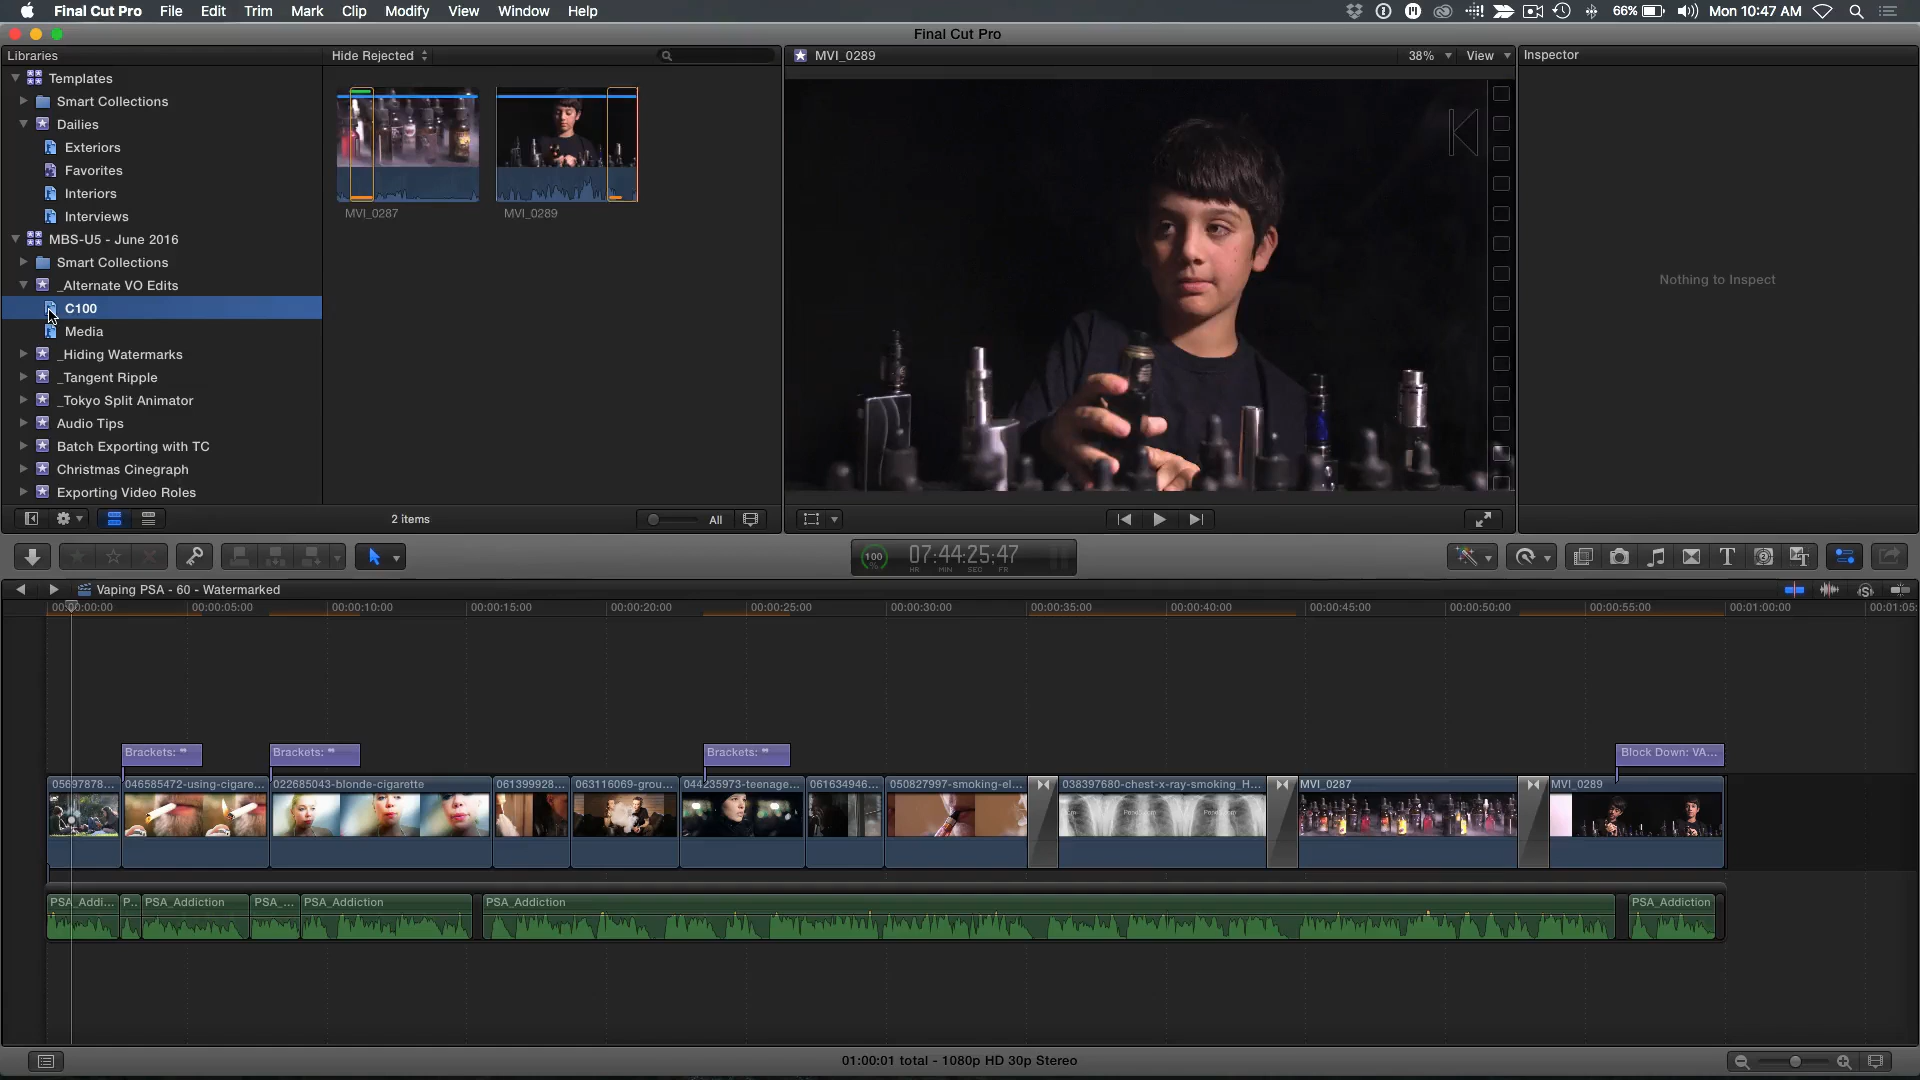 Final Cut Pro File Edit Trim Mark Clip Modify View Window Help 66% Mon 10:47 AM
Final Cut Pro
Libraries Hide Rejected MVI_0289 38% View Inspector
Templates
Smart Collections
Dailies
Exteriors
Favorites
Interiors
Interviews
MBS-U5 - June 2016
Smart Collections
_Alternate VO Edits
C100
Media
_Hiding Watermarks
_Tangent Ripple
_Tokyo Split Animator
Audio Tips
Batch Exporting with TC
Christmas Cinegraph
Exporting Video Roles
MVI_0287 MVI_0289
Nothing to Inspect
2 items All
100 % 07:44:25:47
HR MIN SEC FR
Vaping PSA - 60 - Watermarked
00:00:00:00 00:00:05:00 00:00:10:00 00:00:15:00 00:00:20:00 00:00:25:00 00:00:30:00 00:00:35:00 00:00:40:00 00:00:45:00 00:00:50:00 00:00:55:00 00:01:00:00 00:01:05:
Brackets: " Brackets: " Brackets: " Block Down: VA...
05697878... 046585472-using-cigare... 022685043-blonde-cigarette 061399928... 063116069-grou... 044235973-teenage... 061634946... 050827997-smoking-el... 038397680-chest-x-ray-smoking_H... MVI_0287 MVI_0289
PSA_Addi... P.. PSA_Addiction PSA_... PSA_Addiction PSA_Addiction PSA_Addiction
01:00:01 total - 1080p HD 30p Stereo